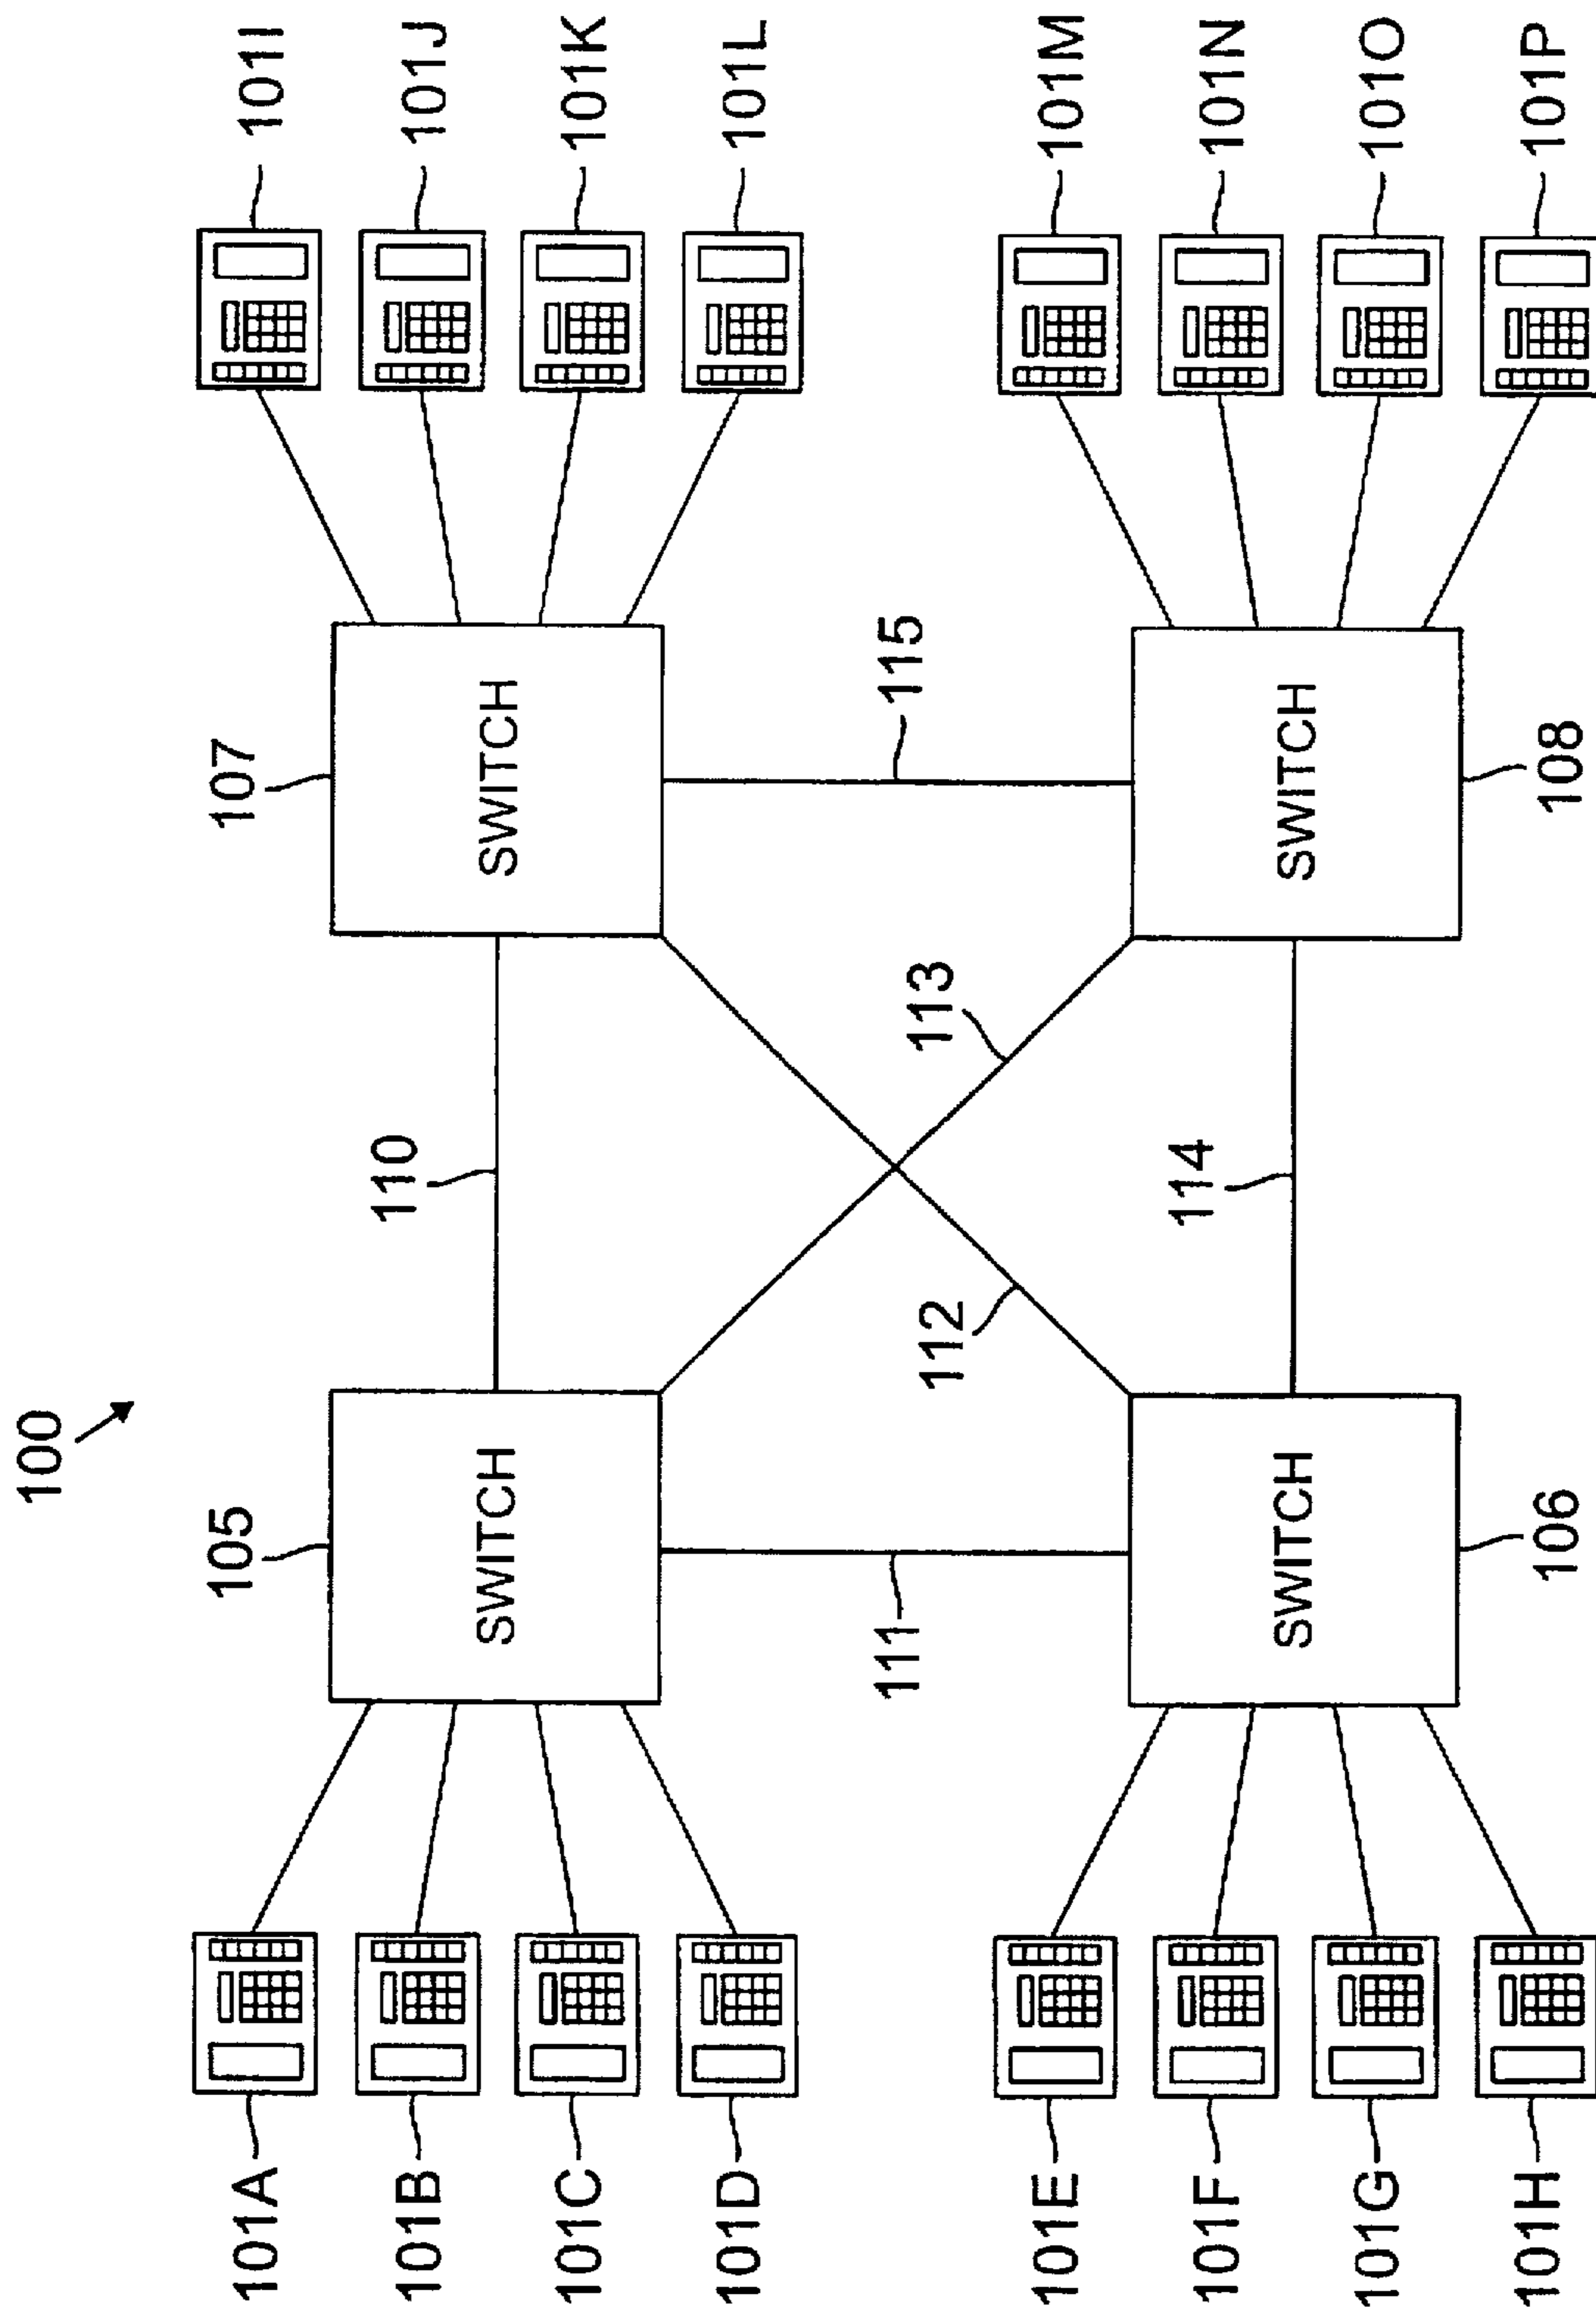 100
101A
101B
101C
101D
105
SWITCH
110
107
SWITCH
101I
101J
101K
101L
111
112
113
115
101E
101F
101G
101H
SWITCH
106
114
SWITCH
108
101M
101N
101O
101P